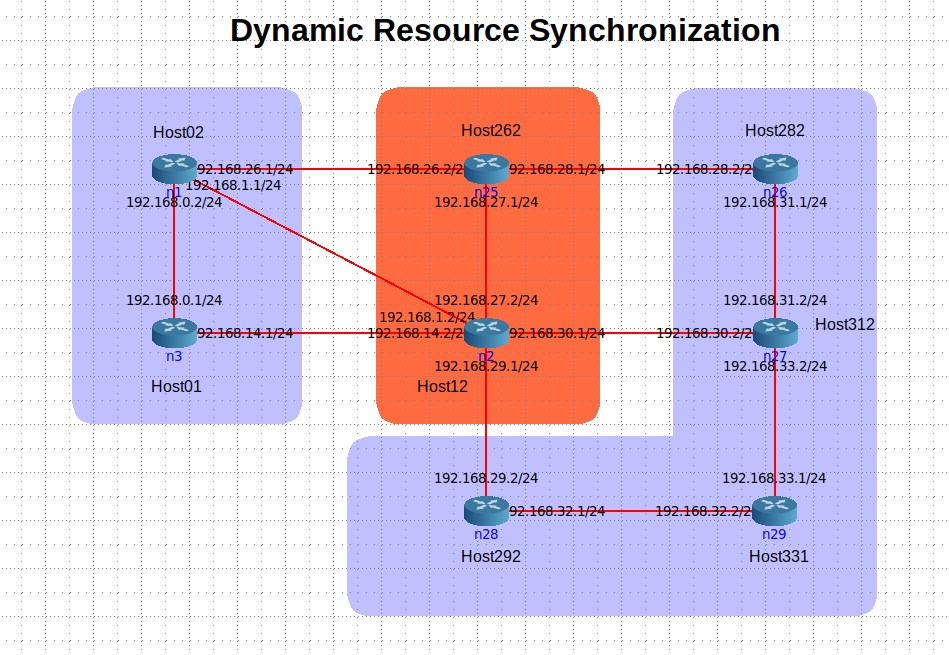 Dynamic Resource Synchronization
Host02
Host262
Host282
92.168.26.1/24
192.168.26.2/2
92.168.28.1/24
192.168.28.2/2
192.168.1.1/24
n1
n25
n26
192.168.0.2/24
192.168.27.1/24
192.168.31.1/24
192.168.0.1/24
192.168.27.2/24
192.168.31.2/24
192.168.1.2/24
Host312
92.168.14.1/24
192.168.14.2/2
92.168.30.1/24
192.168.30.2/2
n3
n2
n27
192.168.29.1/24
192.168.33.2/24
Host01
Host12
192.168.29.2/24
192.168.33.1/24
92.168.32.1/24
192.168.32.2/2
n28
n29
Host292
Host331